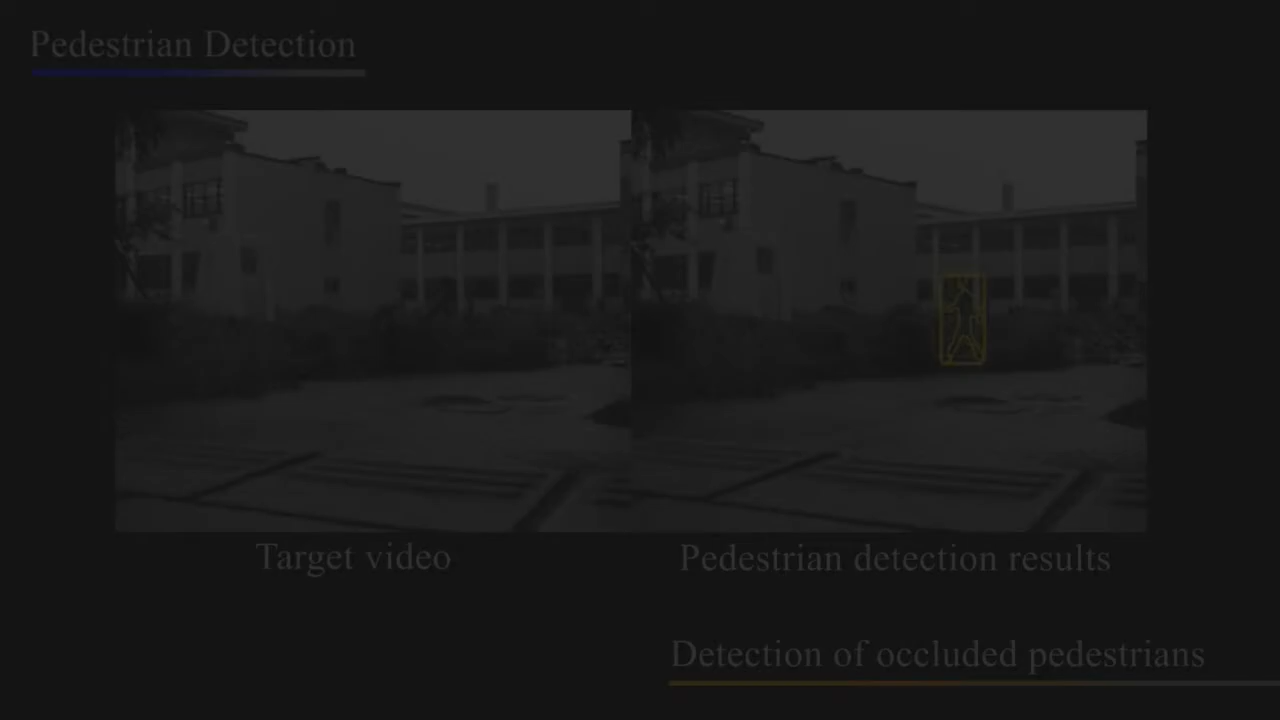 Pedestrian Detection
Target video
Pedestrian detection results
Detection of occluded pedestrians